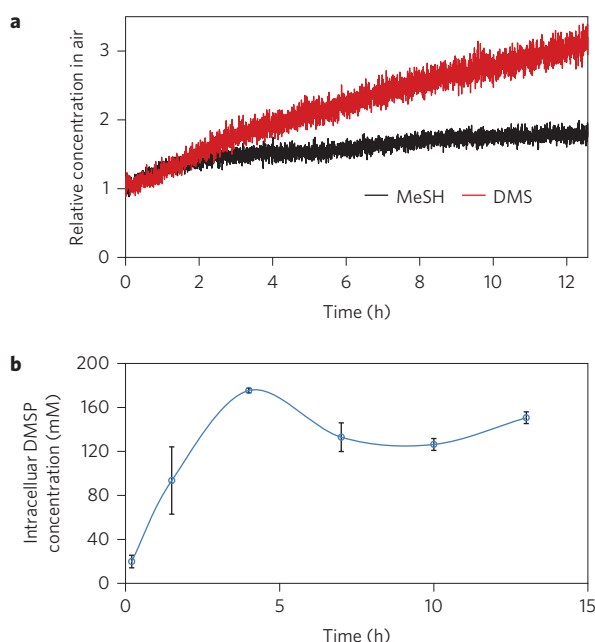 a
Relative concentration in air
3
2
1
0
MeSH DMS
0 2 4 6 8 10 12
Time (h)
b
Intracelluar DMSP
concentration (mM)
200
160
120
80
40
0
0 5 10 15
Time (h)